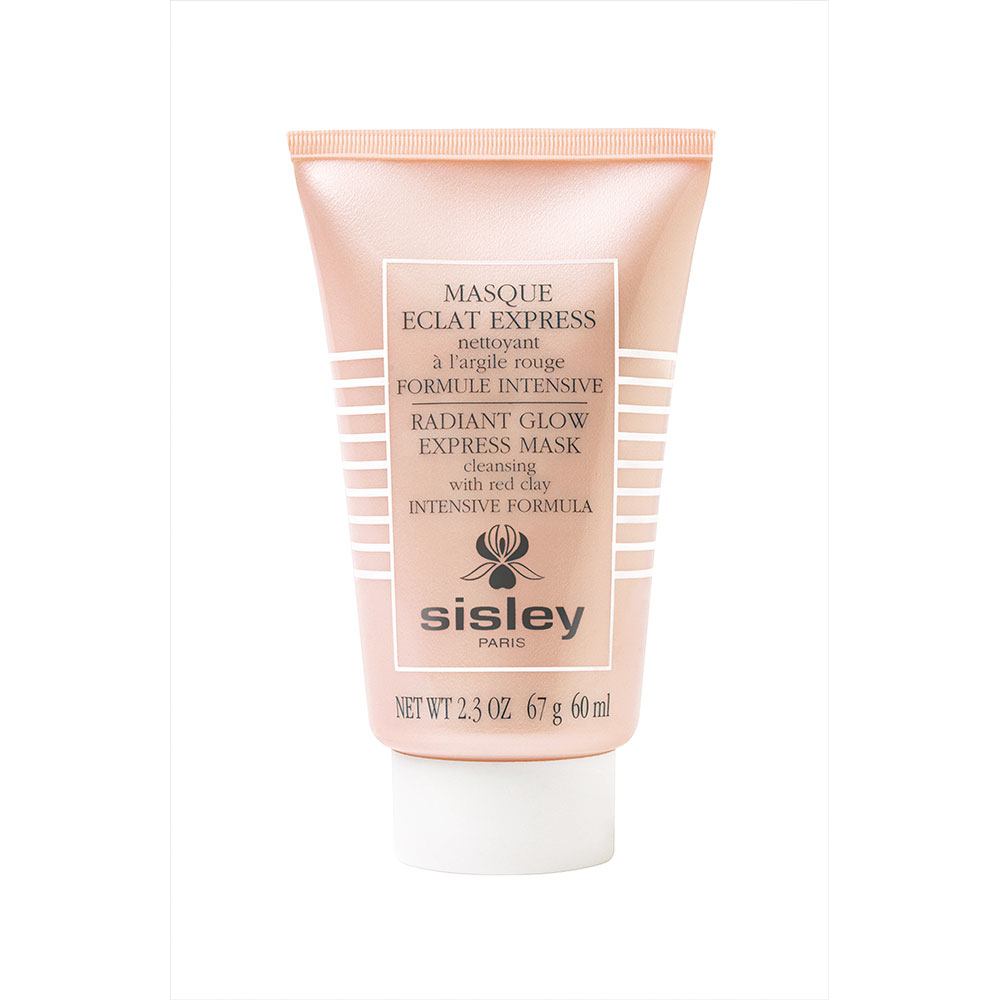 MASQUE
ECLAT EXPRESS
nettoyant
à l'argile rouge
FORMULE INTENSIVE
RADIANT GLOW
EXPRESS MASK
cleansing
with red clay
INTENSIVE FORMULA
sisley
PARIS
NET WT 2.3 OZ 67 g 60 ml